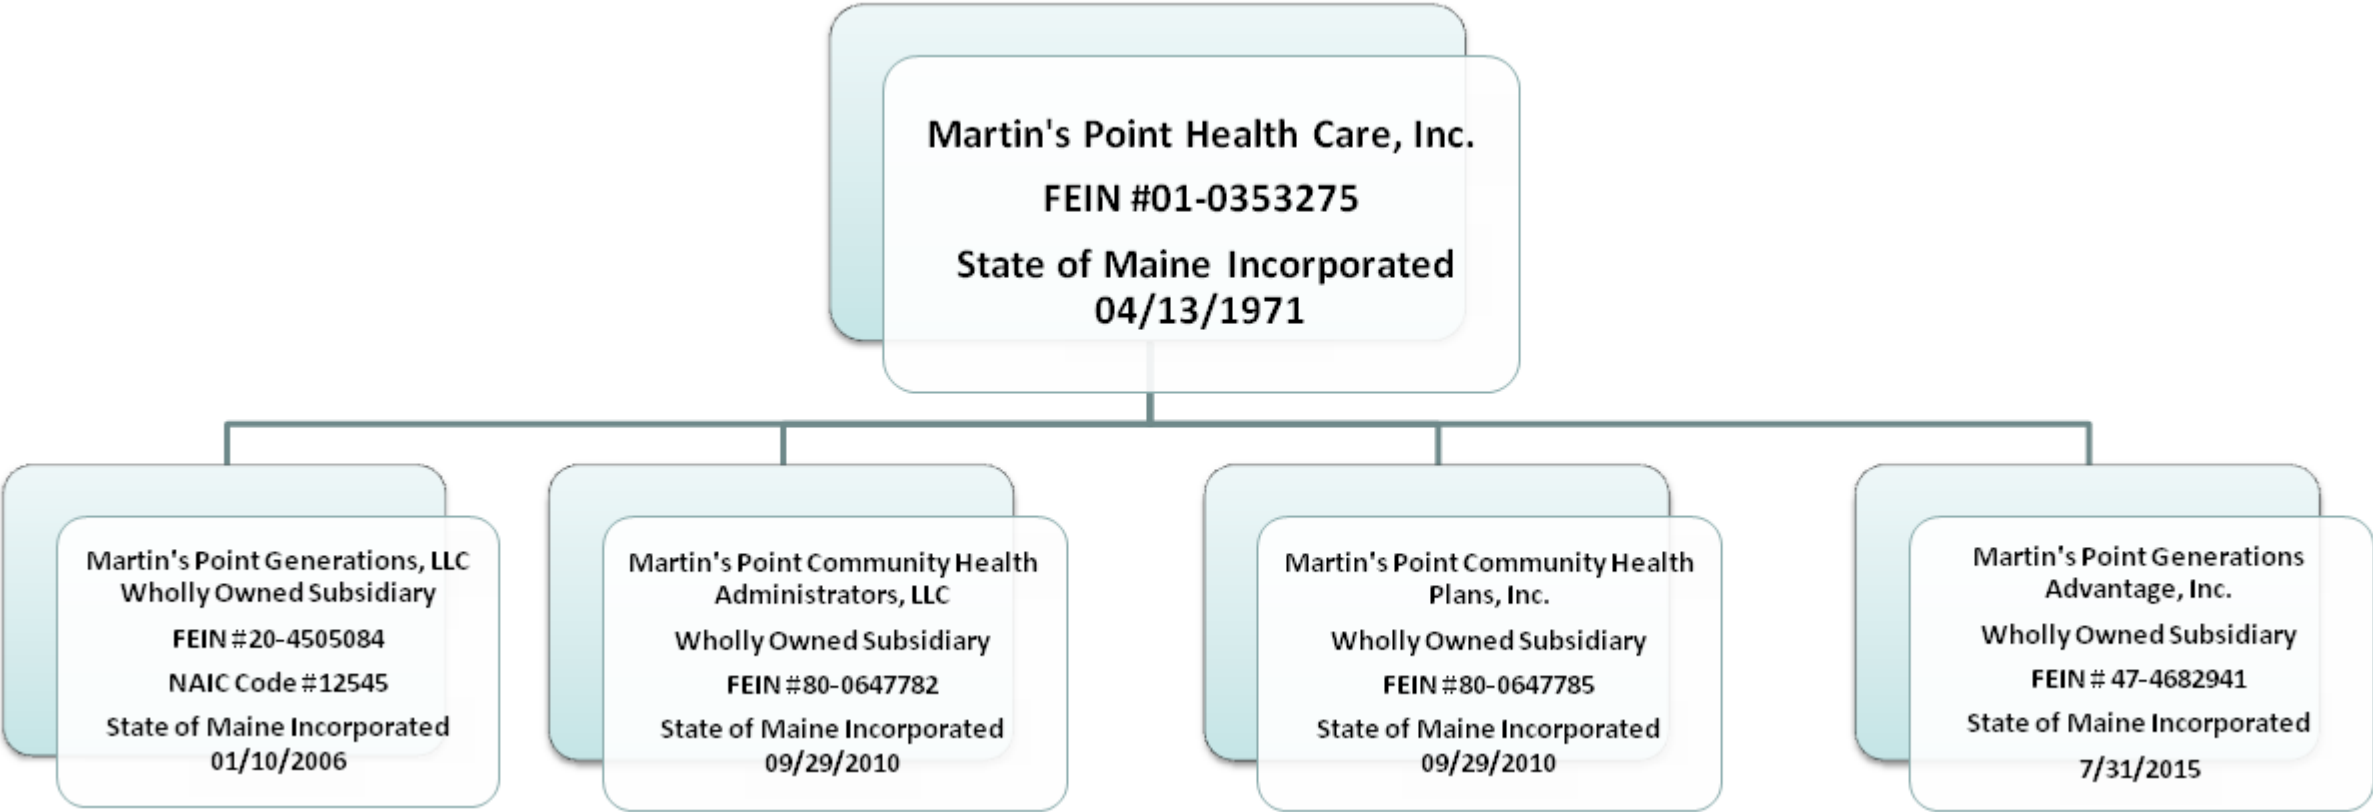 Martin's Point Health Care, Inc.
FEIN #01-0353275
State of Maine Incorporated
04/13/1971
Martin's Point Generations, LLC
Wholly Owned Subsidiary
FEIN #20-4505084
NAIC Code #12545
State of Maine Incorporated
01/10/2006
Martin's Point Community Health
Administrators, LLC
Wholly Owned Subsidiary
FEIN #80-0647782
State of Maine Incorporated
09/29/2010
Martin's Point Community Health
Plans, Inc.
Wholly Owned Subsidiary
FEIN #80-0647785
State of Maine Incorporated
09/29/2010
Martin's Point Generations
Advantage, Inc.
Wholly Owned Subsidiary
FEIN # 47-4682941
State of Maine Incorporated
7/31/2015